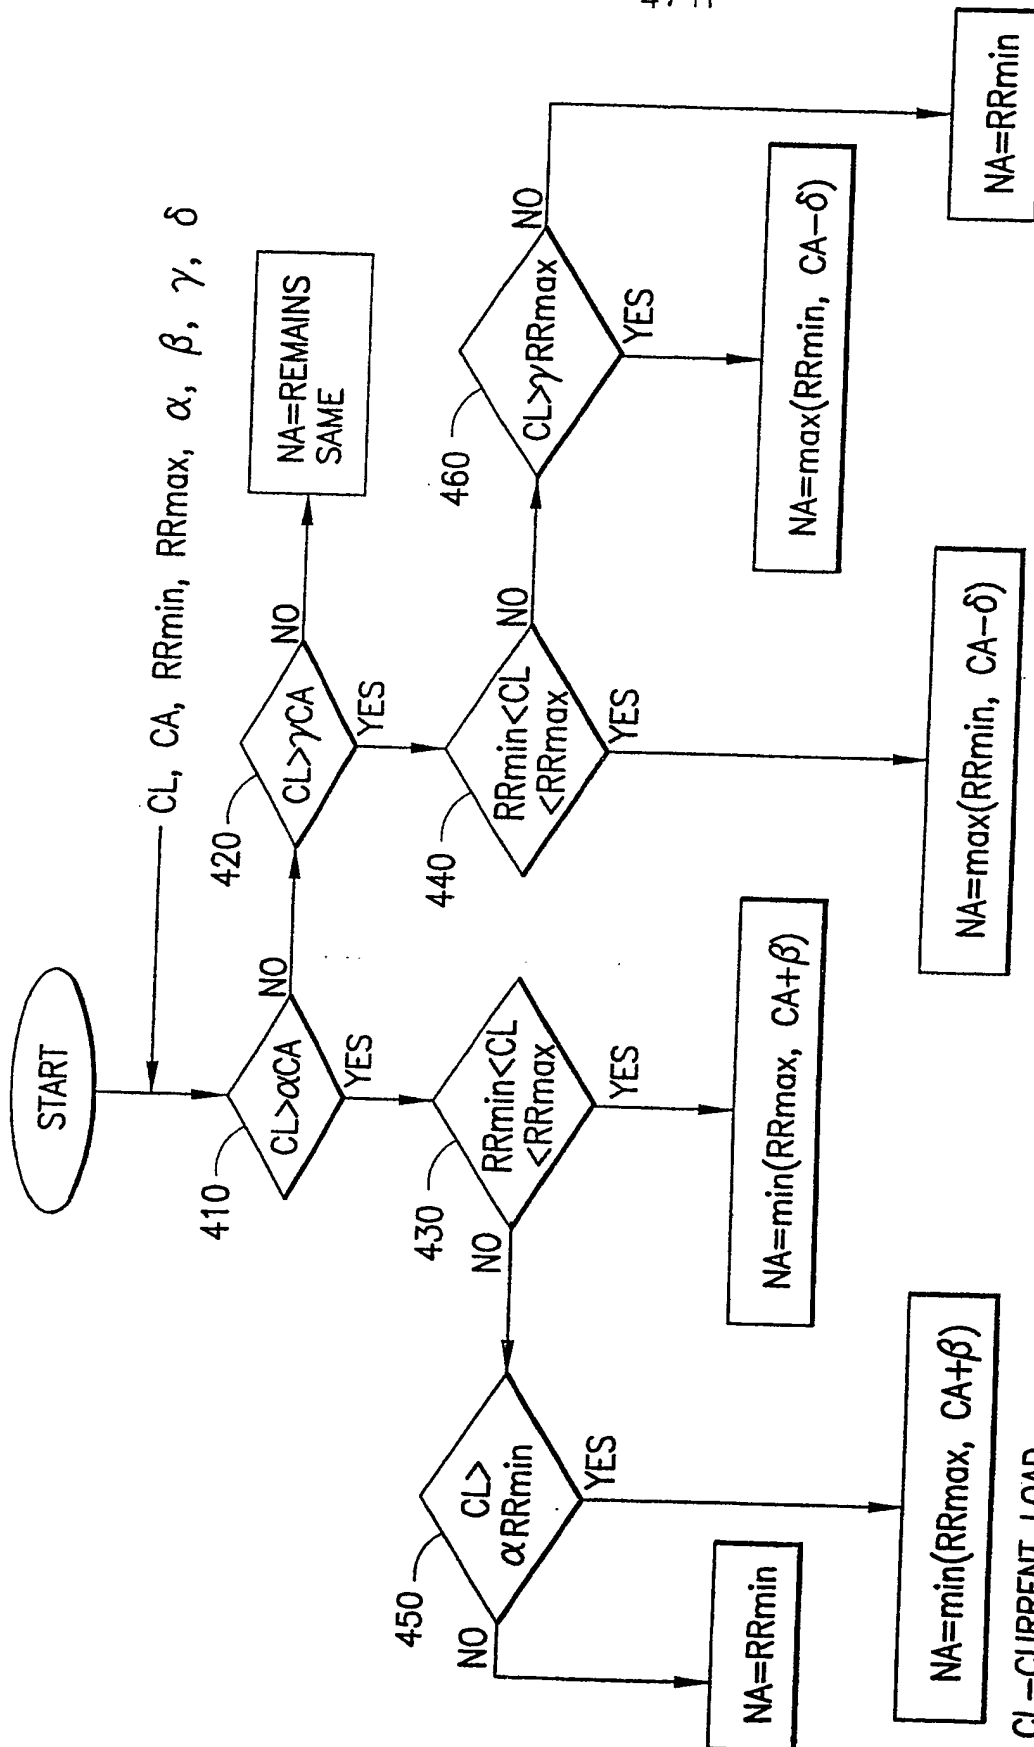 START
CL, CA, RRmin, RRmax, α, β, γ, δ
410
CL>αCA
NO
YES
420
CL>γCA
NO
YES
NA=REMAINS
SAME
430
RRmin<CL
<RRmax
NO
YES
440
RRmin<CL
<RRmax
NO
YES
450
CL>
αRRmin
NO
YES
460
CL>γRRmax
NO
YES
NA=RRmin
NA=min(RRmax, CA+β)
NA=min(RRmax, CA+β)
NA=max(RRmin, CA-δ)
NA=max(RRmin, CA-δ)
NA=RRmin
CL-CURRENT LOAD